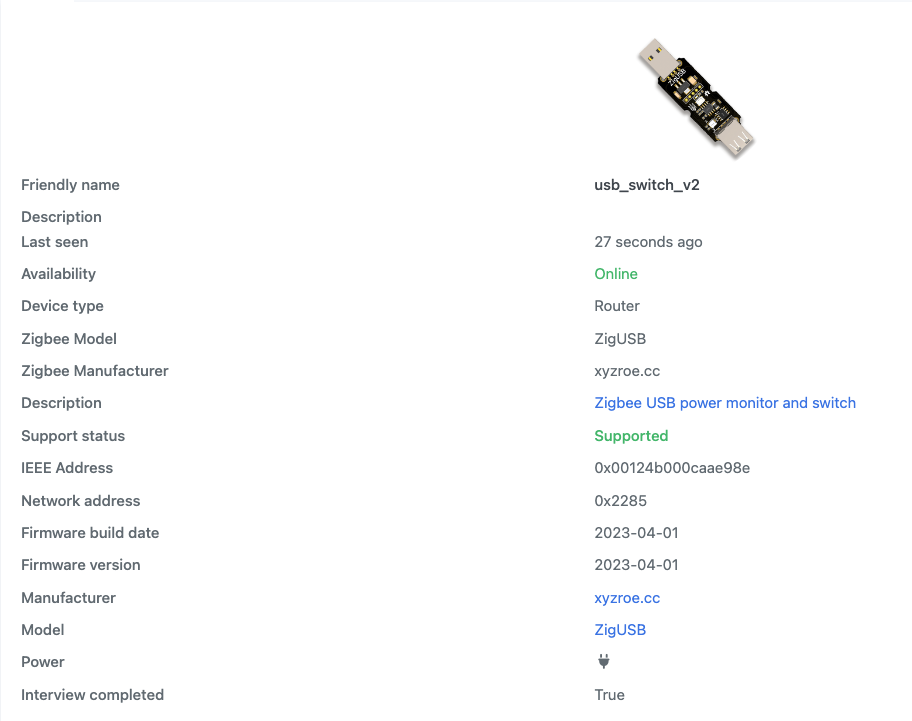 ZigUSB
Friendly name usb_switch_v2
Description
Last seen 27 seconds ago
Availability Online
Device type Router
Zigbee Model ZigUSB
Zigbee Manufacturer xyzroe.cc
Description Zigbee USB power monitor and switch
Support status Supported
IEEE Address 0x00124b000caae98e
Network address 0x2285
Firmware build date 2023-04-01
Firmware version 2023-04-01
Manufacturer xyzroe.cc
Model ZigUSB
Power
Interview completed True